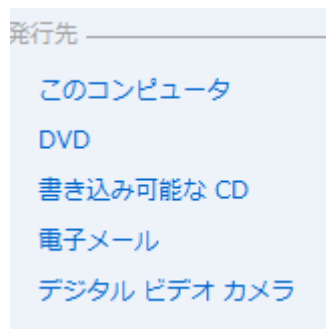 発行先
このコンピュータ
DVD
書き込み可能な CD
電子メール
デジタル ビデオ カメラ